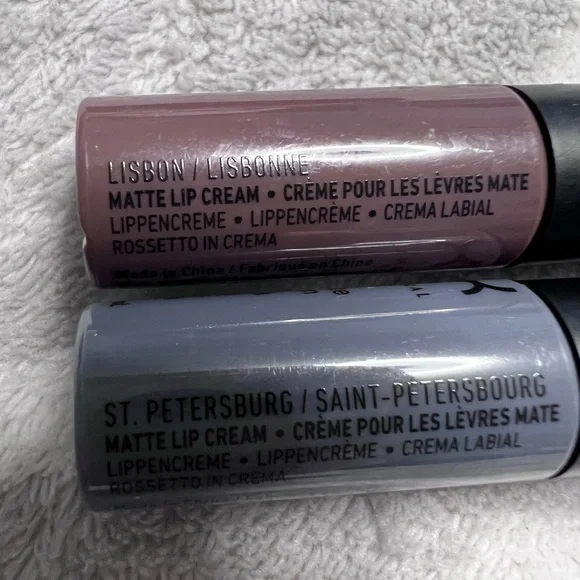 LISBON / LISBONNE
MATTE LIP CREAM • CRÈME POUR LES LÈVRES MATE
LIPPENCREME • LIPPENCRÈME • CREMA LABIAL
ROSSETTO IN CREMA
Made in China / Fabriqué en Chine
ST. PETERSBURG / SAINT-PÉTERSBOURG
MATTE LIP CREAM • CRÈME POUR LES LÈVRES MATE
LIPPENCREME • LIPPENCRÈME • CREMA LABIAL
ROSSETTO IN CREMA